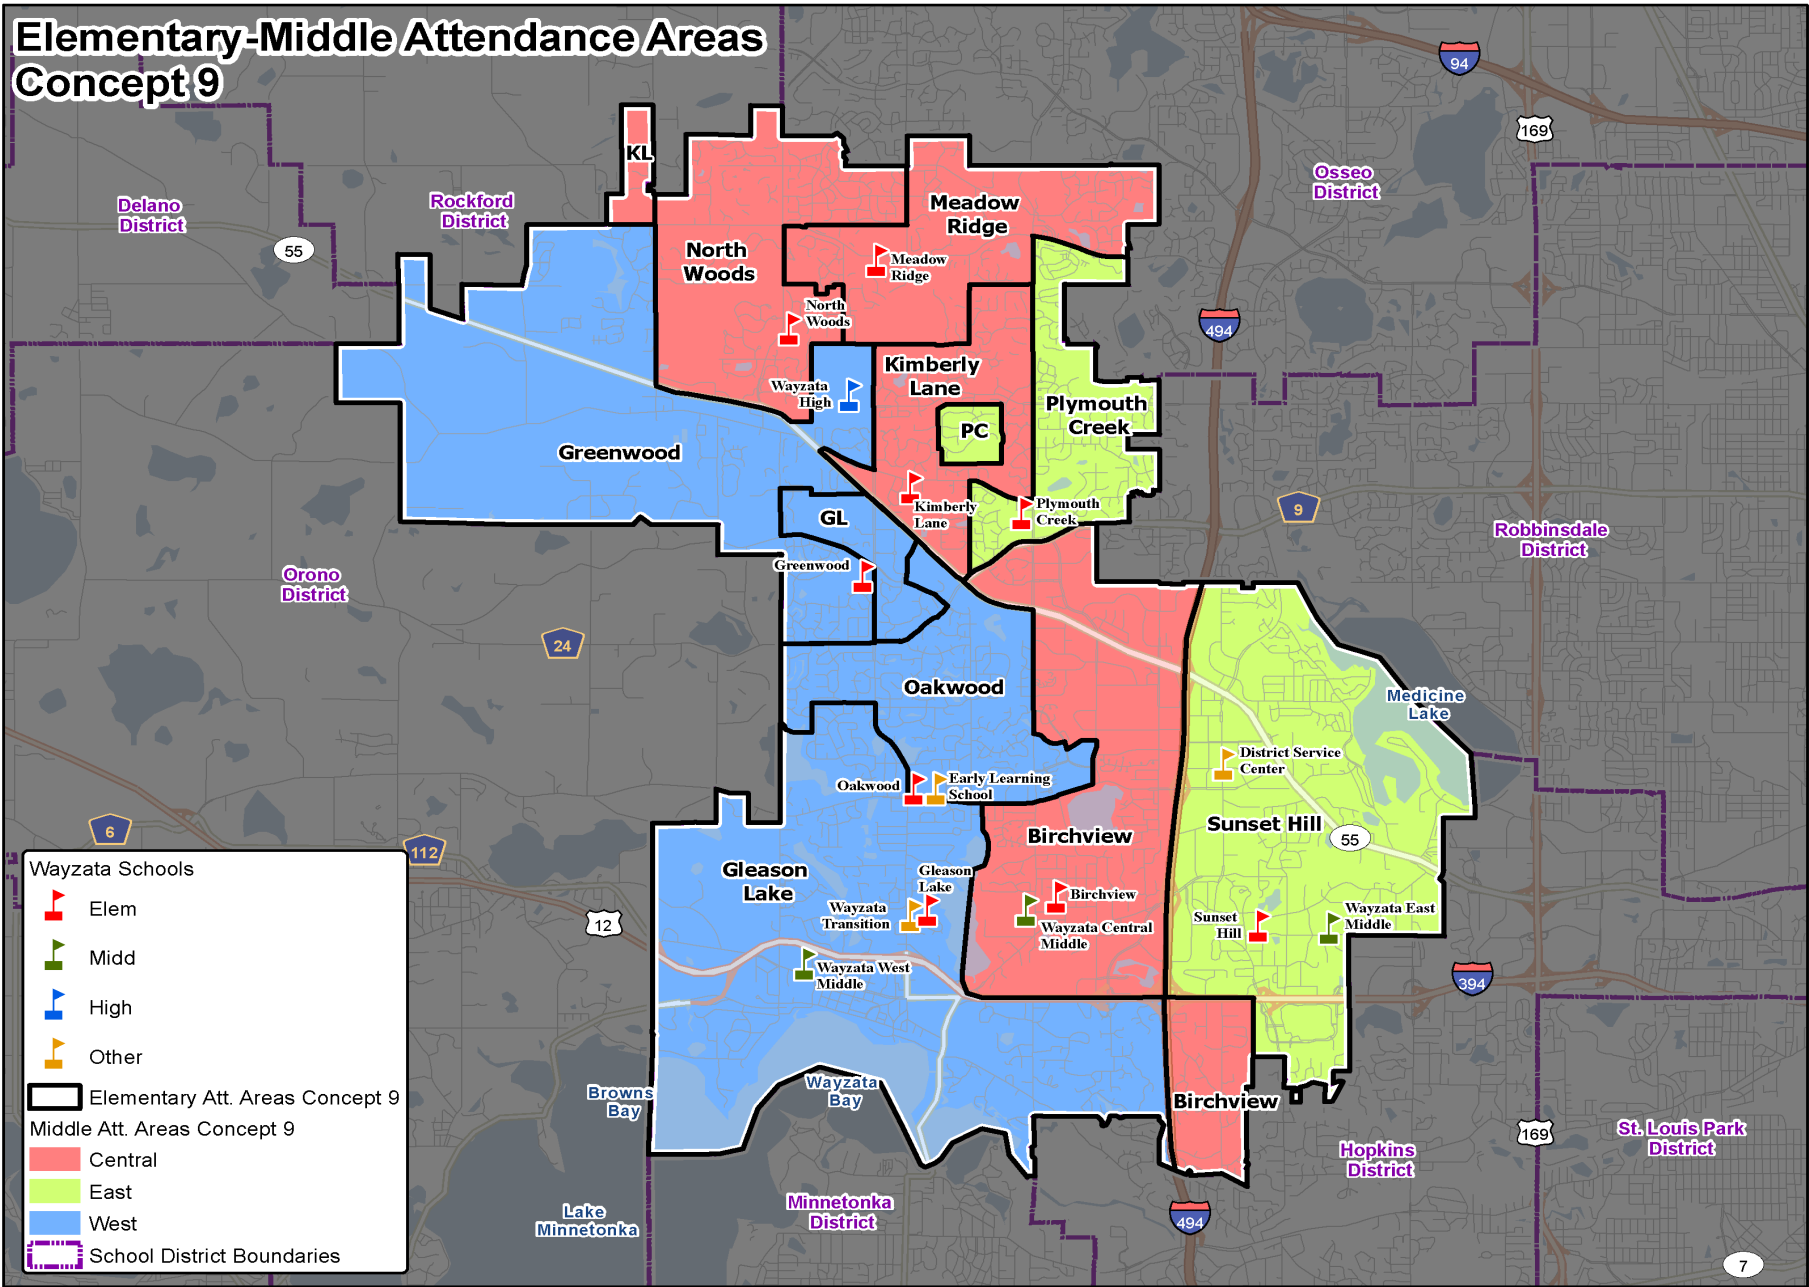 Elementary-Middle Attendance Areas
Concept 9
94
169
KL
Osseo
District
Delano
District
Rockford
District
Meadow
Ridge
55
North
Woods
Meadow
Ridge
North
Woods
494
Kimberly
Lane
Wayzata
High
Plymouth
Creek
PC
Greenwood
Kimberly
Lane
Plymouth
Creek
9
GL
Robbinsdale
District
Greenwood
Orono
District
24
Oakwood
Medicine
Lake
District Service
Center
Oakwood
Early Learning
School
6
112
Birchview
Sunset Hill
55
Gleason
Lake
Gleason
Lake
Birchview
Wayzata
Transition
Wayzata Central
Middle
Sunset
Hill
Wayzata East
Middle
12
Wayzata West
Middle
394
Browns
Bay
Wayzata
Bay
Birchview
169
St. Louis Park
District
Hopkins
District
Lake
Minnetonka
Minnetonka
District
494
7
Wayzata Schools
Elem
Midd
High
Other
Elementary Att. Areas Concept 9
Middle Att. Areas Concept 9
Central
East
West
School District Boundaries